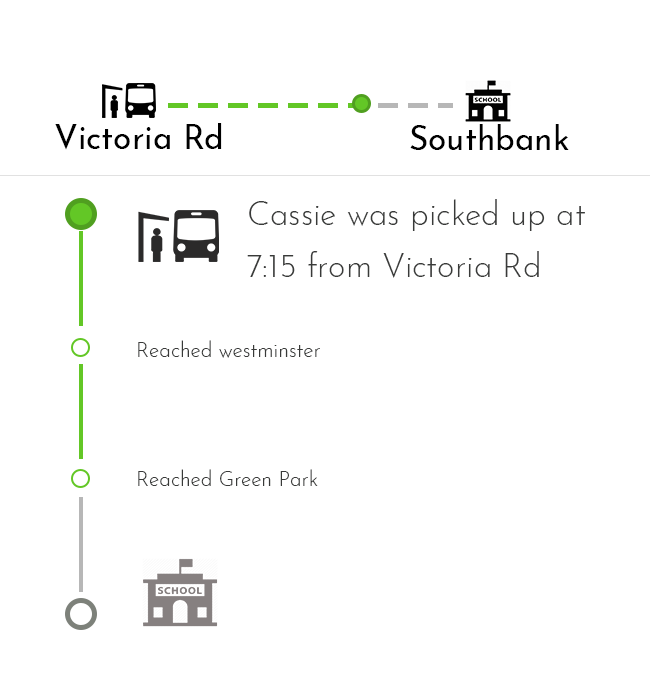 SCHOOL
Victoria Rd
Southbank
Cassie was picked up at
7:15 from Victoria Rd
Reached westminster
Reached Green Park
SCHOOL